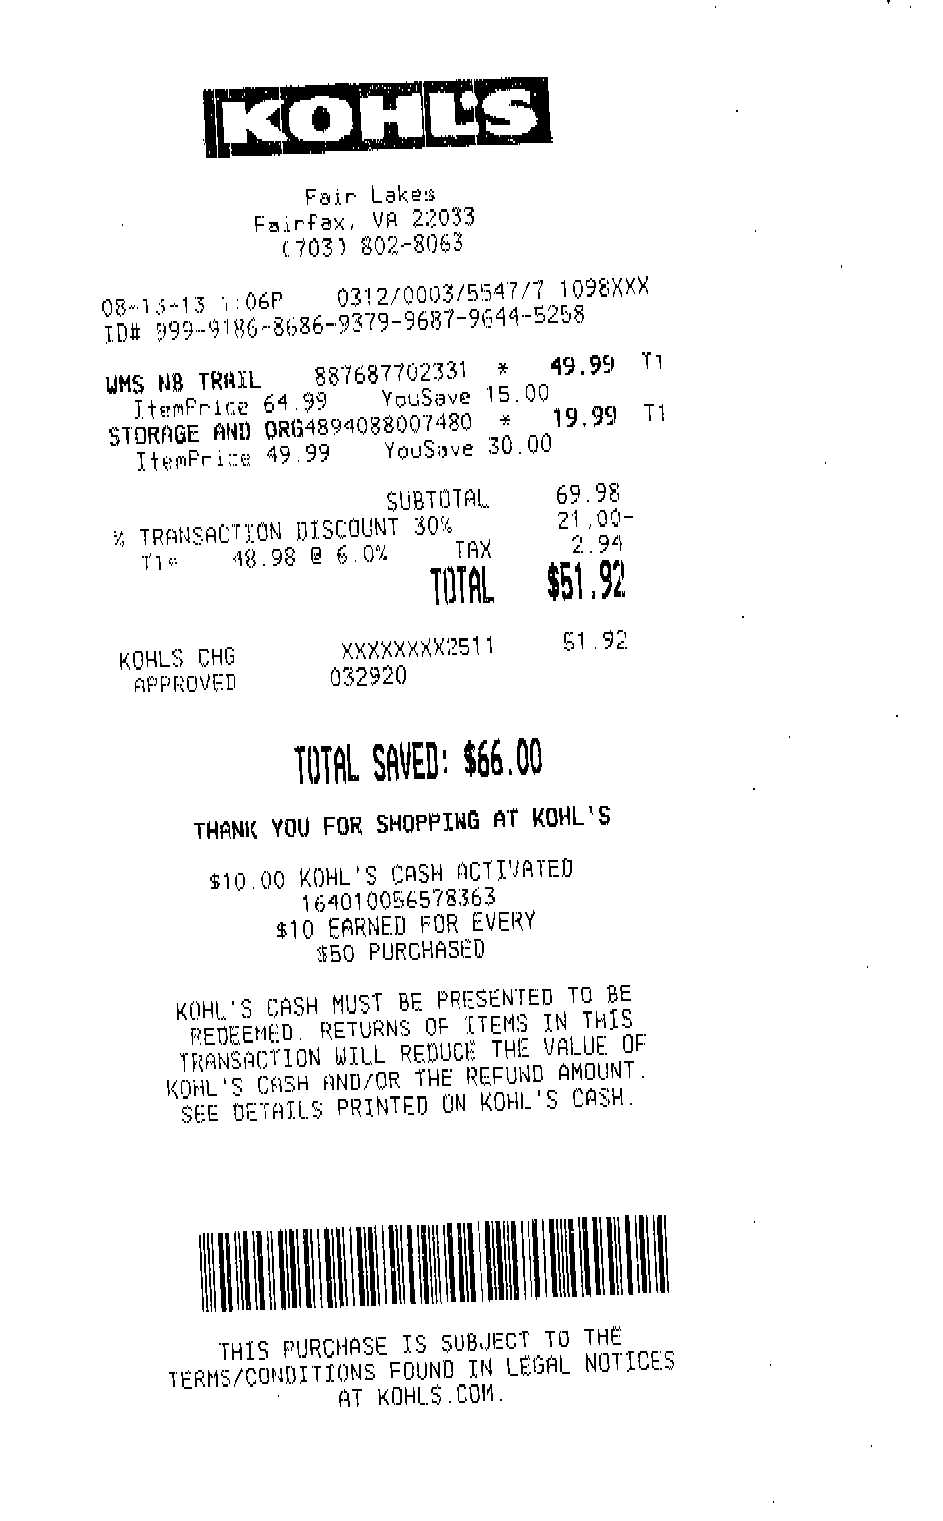 KOHL'S
Fair Lakes
Fairfax, VA 22033
(703) 802-8063
08-13-13 1:06P 0312/0003/5547/7 1098XXX
ID# 999-9186-8686-9379-9687-9644-5258
WMS NB TRAIL 887687702331 * 49.99 T1
ItemPrice 64.99 YouSave 15.00
STORAGE AND ORG4894088007480 * 19.99 T1
ItemPrice 49.99 YouSave 30.00
SUBTOTAL 69.98
% TRANSACTION DISCOUNT 30% 21.00-
T1= 48.98 @ 6.0% TAX 2.94
TOTAL $51.92
KOHLS CHG XXXXXXXX2511 51.92
APPROVED 032920
TOTAL SAVED: $66.00
THANK YOU FOR SHOPPING AT KOHL'S
$10.00 KOHL'S CASH ACTIVATED
164010056578363
$10 EARNED FOR EVERY
$50 PURCHASED
KOHL'S CASH MUST BE PRESENTED TO BE
REDEEMED. RETURNS OF ITEMS IN THIS
TRANSACTION WILL REDUCE THE VALUE OF
KOHL'S CASH AND/OR THE REFUND AMOUNT.
SEE DETAILS PRINTED ON KOHL'S CASH.
THIS PURCHASE IS SUBJECT TO THE
TERMS/CONDITIONS FOUND IN LEGAL NOTICES
AT KOHLS.COM.